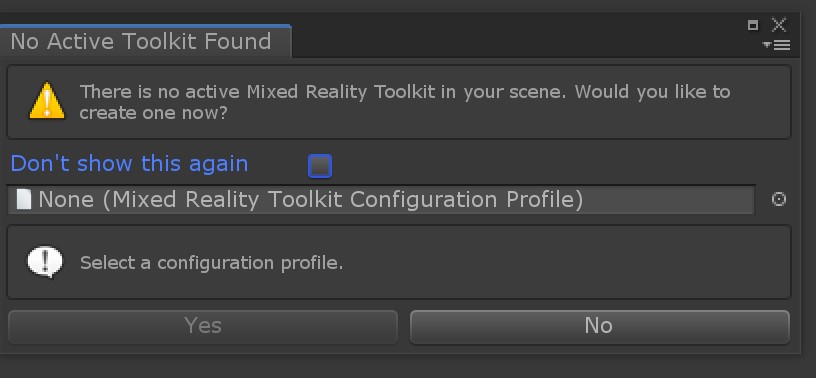 No Active Toolkit Found
There is no active Mixed Reality Toolkit in your scene. Would you like to
create one now?
Don't show this again
None (Mixed Reality Toolkit Configuration Profile)
Select a configuration profile.
Yes
No